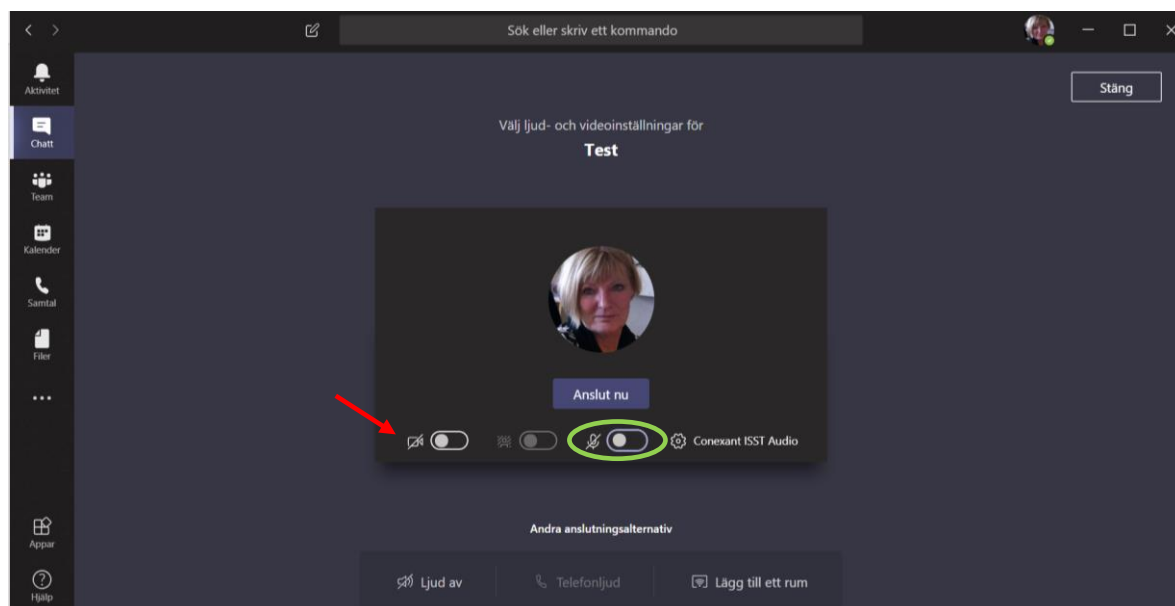 Sök eller skriv ett kommando
Aktivitet
Chatt
Team
Kalender
Samtal
Filer
Appar
Hjälp
Stäng
Välj ljud- och videoinställningar för
Test
Anslut nu
Conexant ISST Audio
Andra anslutningsalternativ
Ljud av
Telefonljud
Lägg till ett rum